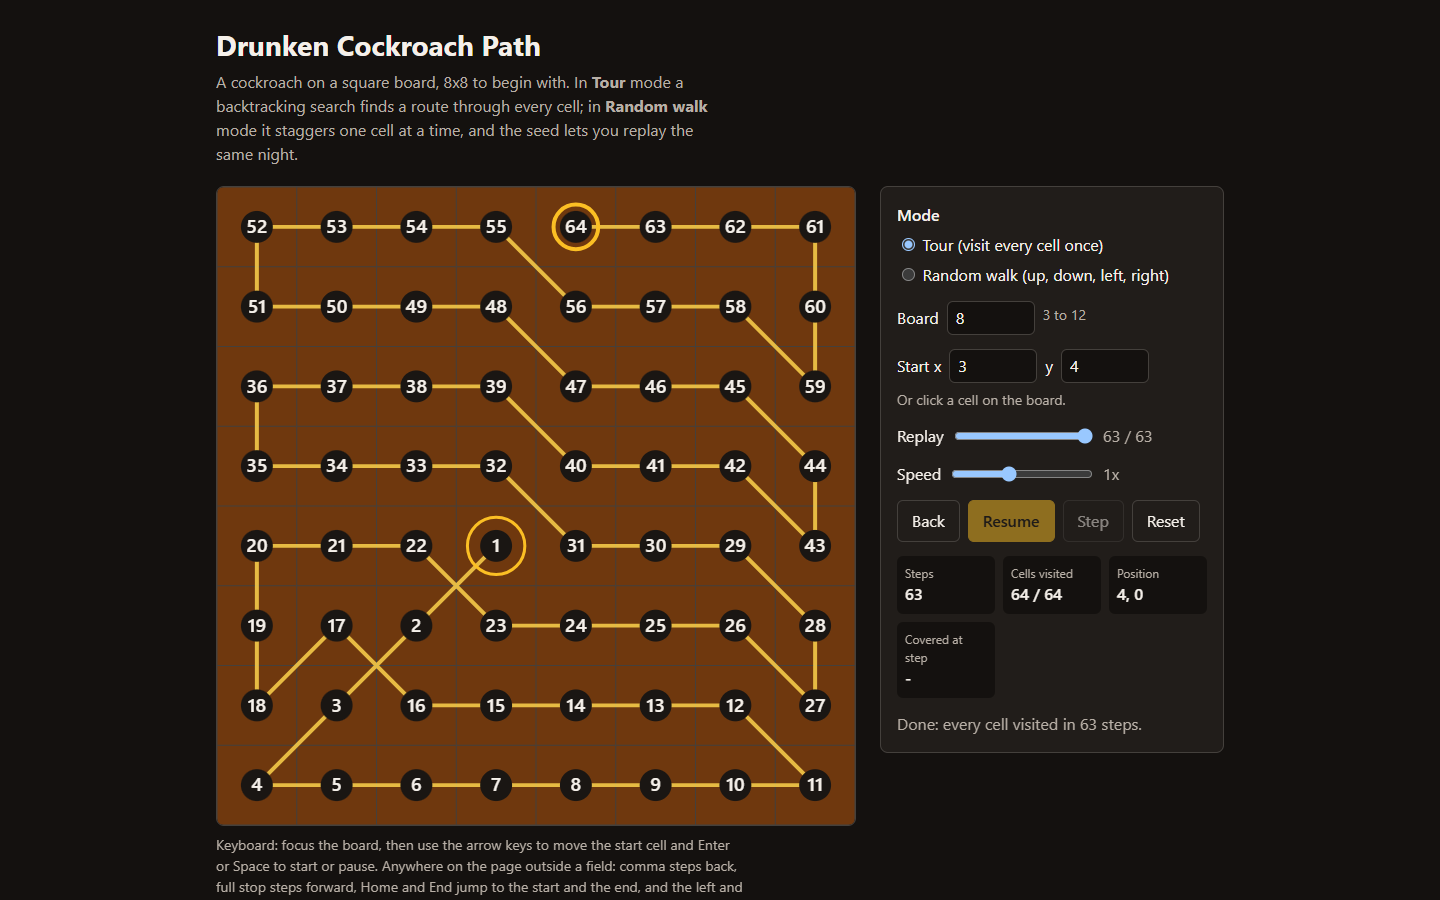 Drunken Cockroach Path
A cockroach on a square board, 8x8 to begin with. In Tour mode a
backtracking search finds a route through every cell; in Random walk
mode it staggers one cell at a time, and the seed lets you replay the
same night.
52 53 54 55 64 63 62 61
51 50 49 48 56 57 58 60
36 37 38 39 47 46 45 59
35 34 33 32 40 41 42 44
20 21 22 1 31 30 29 43
19 17 2 23 24 25 26 28
18 3 16 15 14 13 12 27
4 5 6 7 8 9 10 11
Keyboard: focus the board, then use the arrow keys to move the start cell and Enter
or Space to start or pause. Anywhere on the page outside a field: comma steps back,
full stop steps forward, Home and End jump to the start and the end, and the left and
Mode
Tour (visit every cell once)
Random walk (up, down, left, right)
Board 8 3 to 12
Start x 3 y 4
Or click a cell on the board.
Replay 63 / 63
Speed 1x
Back Resume Step Reset
Steps Cells visited Position
63 64 / 64 4, 0
Covered at
step
-
Done: every cell visited in 63 steps.